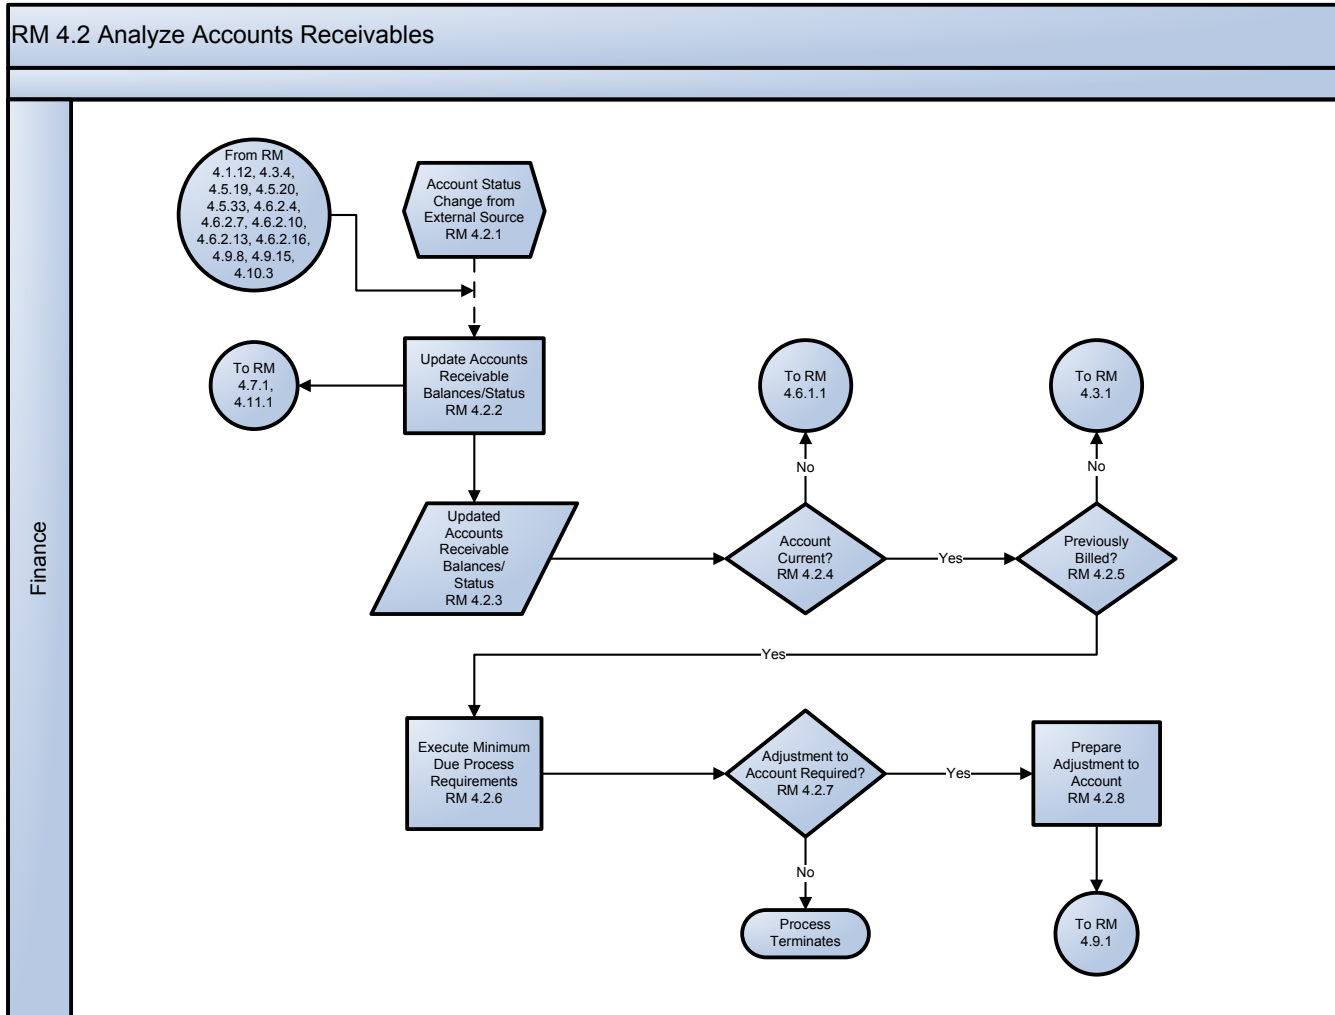 RM 4.2 Analyze Accounts Receivables
Finance
From RM
4.1.12, 4.3.4,
4.5.19, 4.5.20,
4.5.33, 4.6.2.4,
4.6.2.7, 4.6.2.10,
4.6.2.13, 4.6.2.16,
4.9.8, 4.9.15,
4.10.3
Account Status
Change from
External Source
RM 4.2.1
To RM
4.7.1,
4.11.1
Update Accounts
Receivable
Balances/Status
RM 4.2.2
To RM
4.6.1.1
To RM
4.3.1
No
No
Updated
Accounts
Receivable
Balances/
Status
RM 4.2.3
Account
Current?
RM 4.2.4
Yes
Previously
Billed?
RM 4.2.5
Yes
Execute Minimum
Due Process
Requirements
RM 4.2.6
Adjustment to
Account Required?
RM 4.2.7
Yes
Prepare
Adjustment to
Account
RM 4.2.8
No
Process
Terminates
To RM
4.9.1